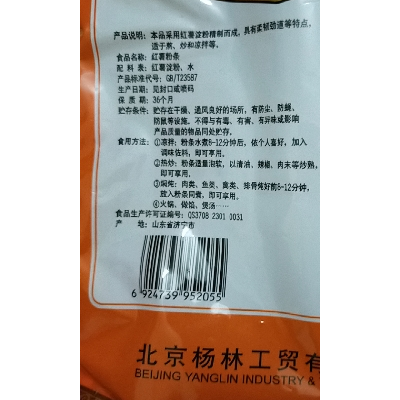 产品说明：本品采用红薯淀粉精制而成，具有柔韧劲道等特点。
适于煮、炒和凉拌等。
食品名称：红薯粉条
配 料 表：红薯淀粉、水
产品标准代号：GB/T23587
生产日期：见封口或喷码
保 质 期：36个月
贮存条件：贮存在干燥、通风良好的场所，有防尘、防蝇、
防鼠等设施。不得与有毒、有害、有异味或影响
产品质量的物品同处贮存。
食用方法：①凉拌：粉条水煮8-12分钟后，依个人喜好，加入
调味佐料，即可享用。
②热炒：粉条适量泡软，以清油、辣椒、肉末等炒熟，
即可享用。
③焖炖：肉类、鱼类、禽类、排骨炖好前8-12分钟，
放入粉条同煮，即可享用。
④火锅、做馅、煲汤……
食品生产许可证编号：QS3708 2301 0031
产 地：山东省济宁市
6 924739 952055
北京杨林工贸有
BEIJING YANGLIN INDUSTRY &